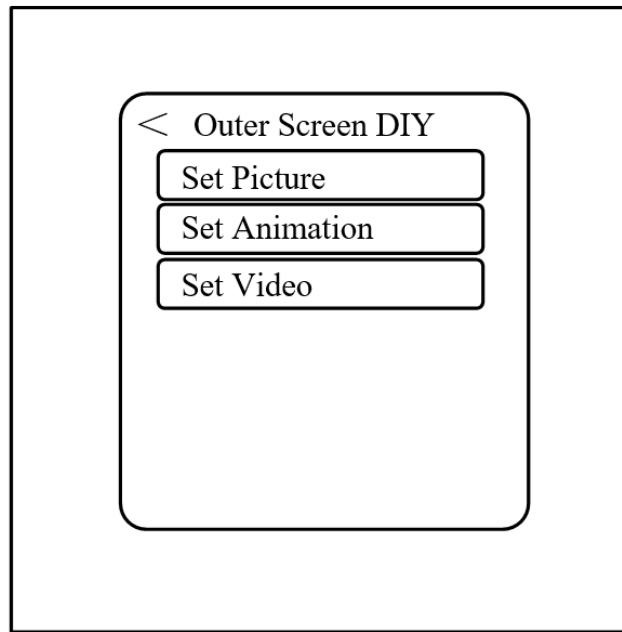 < Outer Screen DIY
Set Picture
Set Animation
Set Video